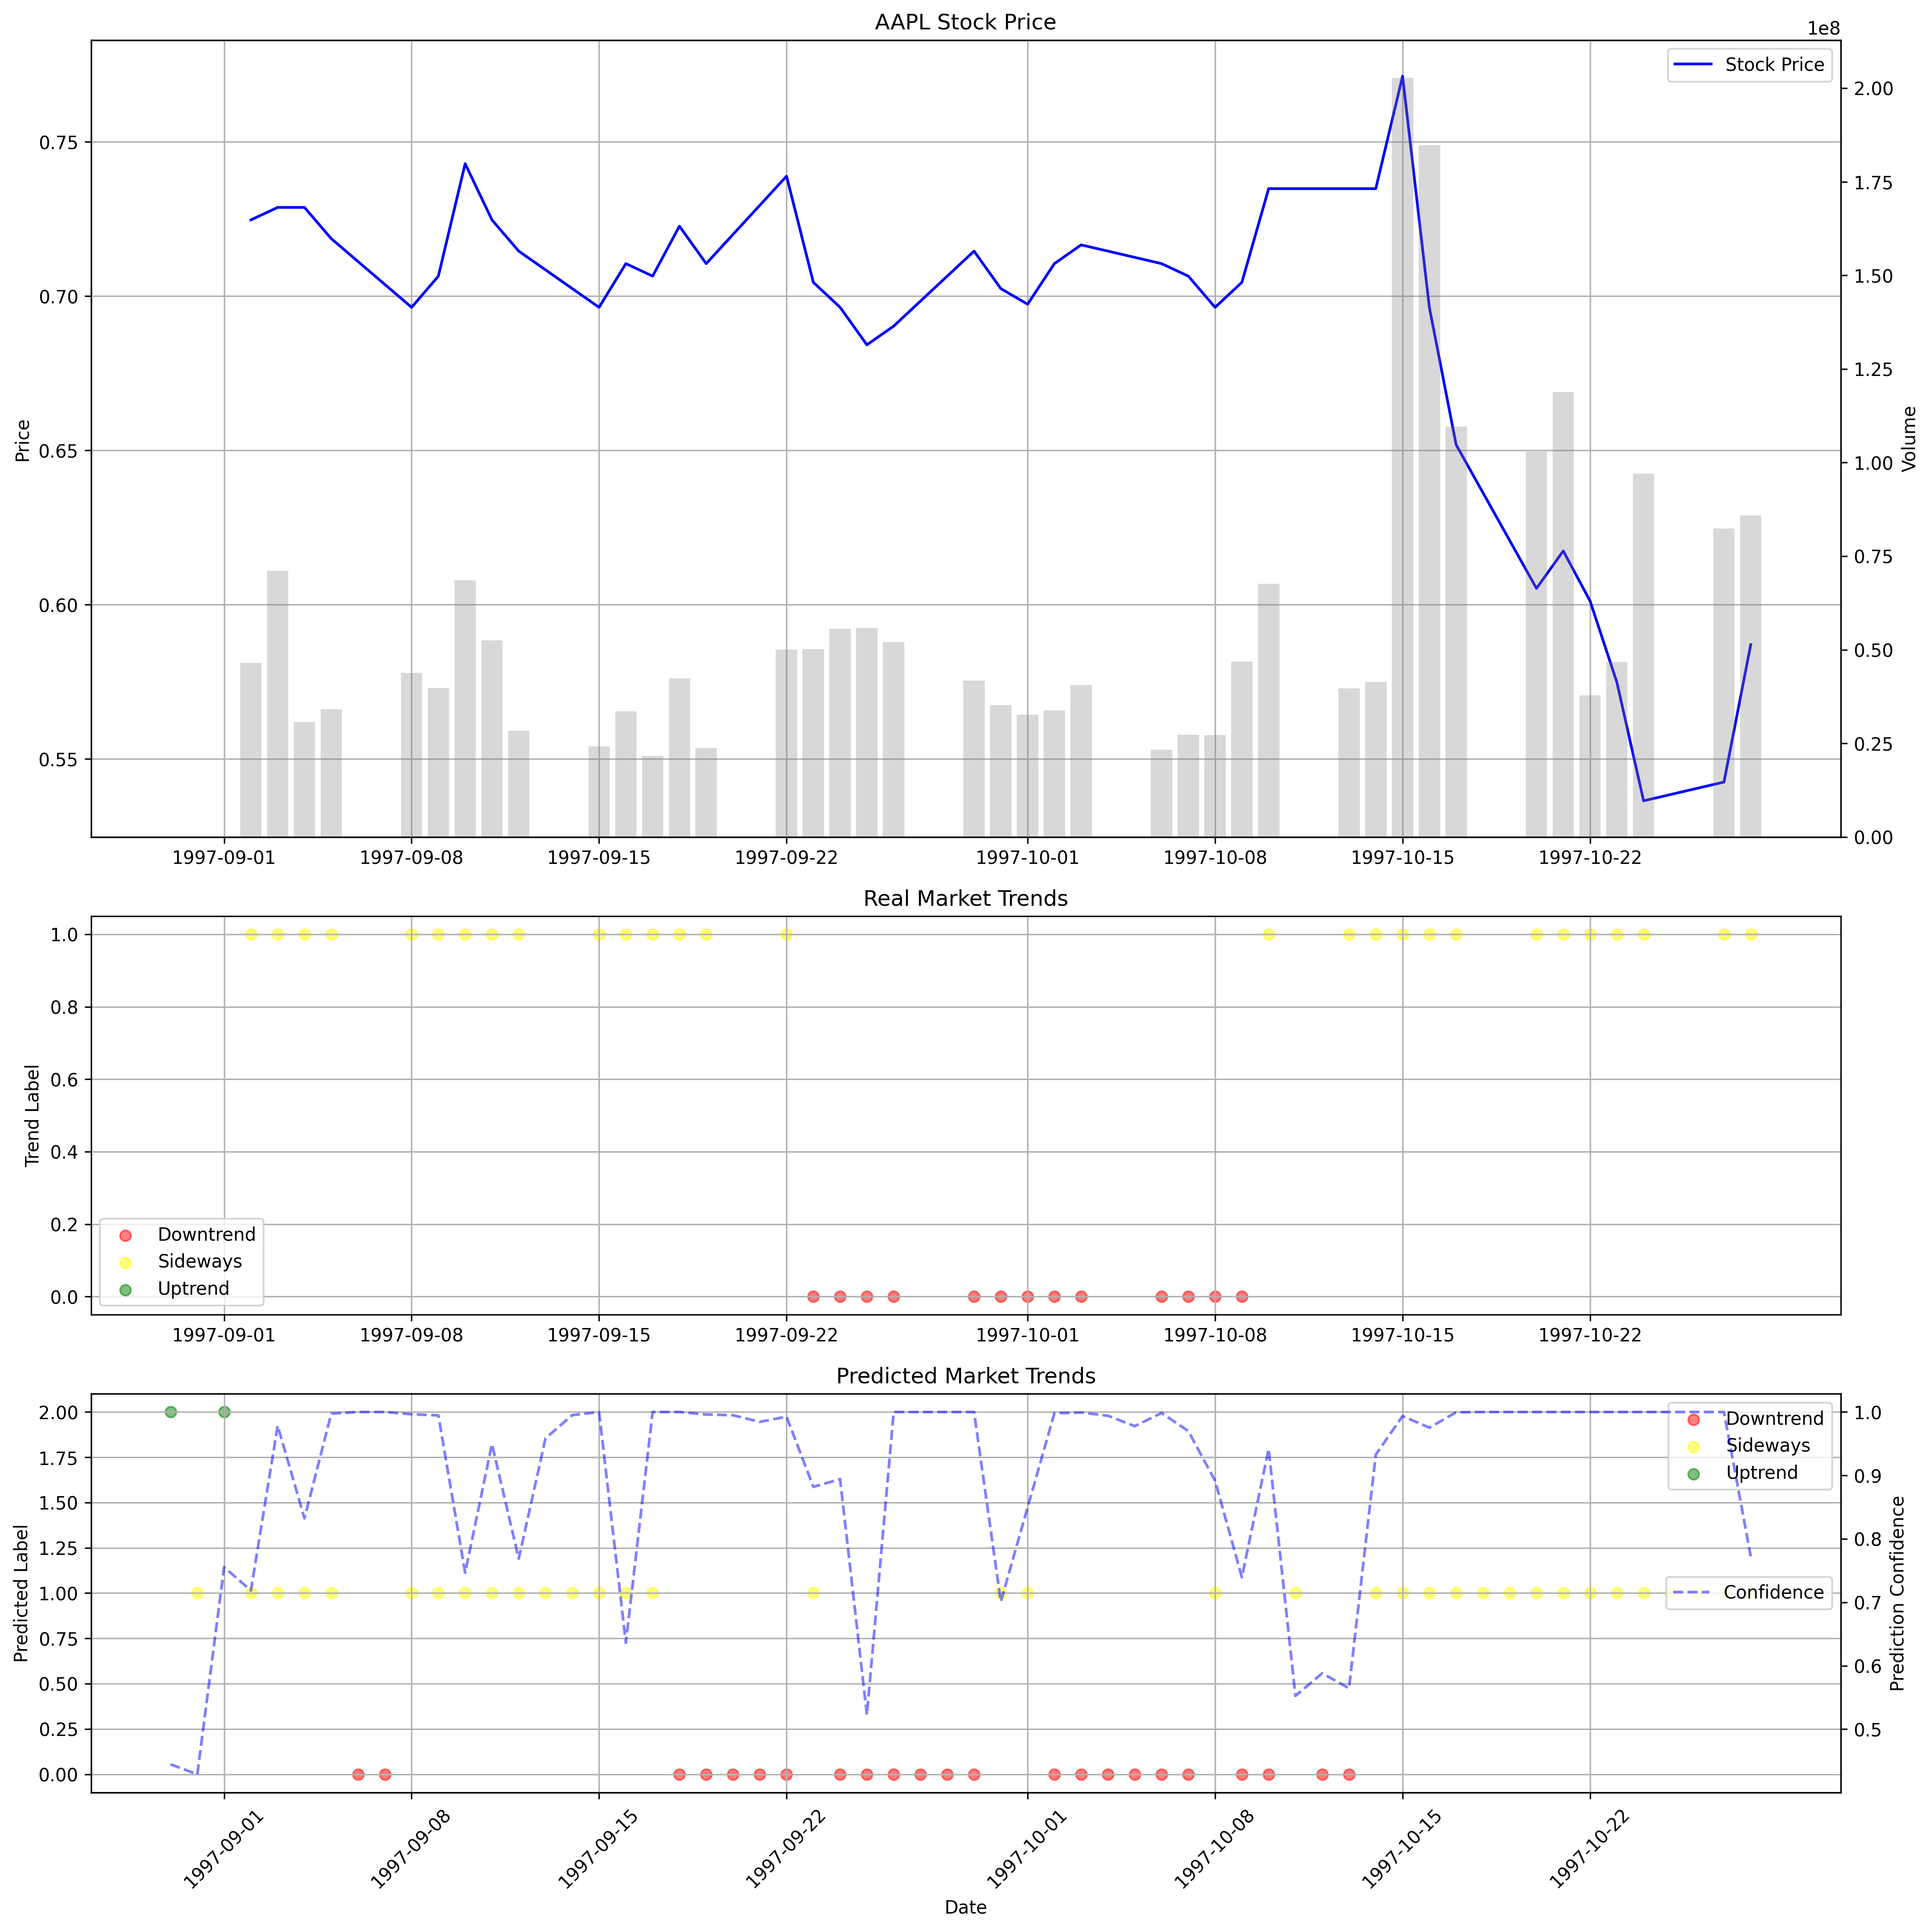 AAPL Stock Price
1e8
Stock Price
0.75
0.70
0.65
0.60
0.55
Price
2.00
1.75
1.50
1.25
1.00
0.75
0.50
0.25
0.00
Volume
1997-09-01 1997-09-08 1997-09-15 1997-09-22 1997-10-01 1997-10-08 1997-10-15 1997-10-22
Real Market Trends
1.0
0.8
0.6
0.4
0.2
0.0
Trend Label
Downtrend
Sideways
Uptrend
1997-09-01 1997-09-08 1997-09-15 1997-09-22 1997-10-01 1997-10-08 1997-10-15 1997-10-22
Predicted Market Trends
2.00
1.75
1.50
1.25
1.00
0.75
0.50
0.25
0.00
Predicted Label
Downtrend
Sideways
Uptrend
Confidence
1.0
0.9
0.8
0.7
0.6
0.5
Prediction Confidence
1997-09-01 1997-09-08 1997-09-15 1997-09-22 1997-10-01 1997-10-08 1997-10-15 1997-10-22
Date